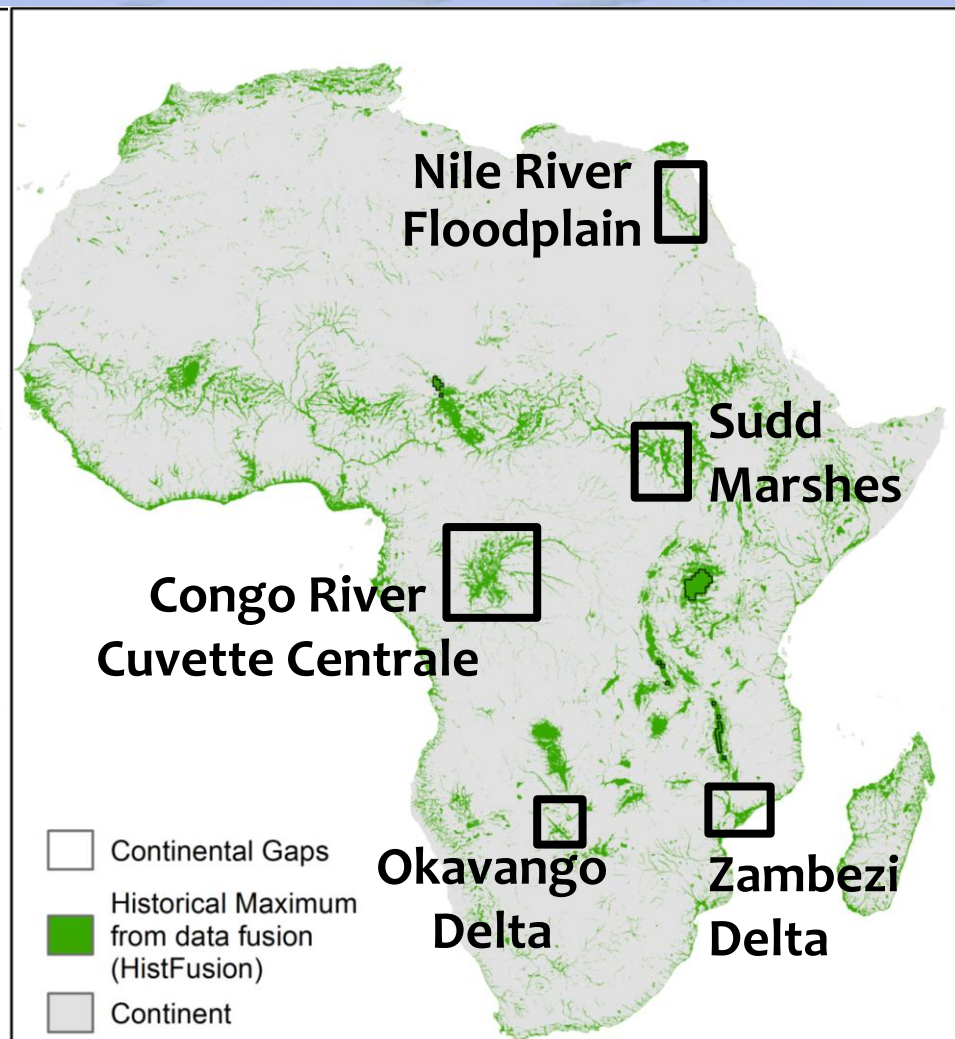 Nile River
Floodplain
Sudd
Marshes
Congo River
Cuvette Centrale
Okavango
Delta
Zambezi
Delta
Continental Gaps
Historical Maximum
from data fusion
(HistFusion)
Continent